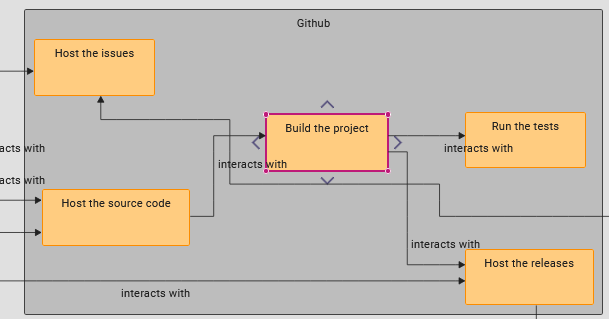 Github
Host the issues
Build the project
Run the tests
acts with
interacts with
interacts with
acts with
Host the source code
interacts with
Host the releases
interacts with